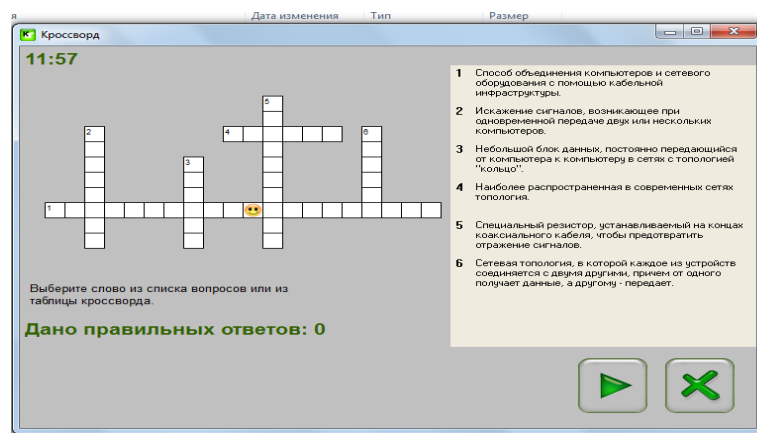 я Дата изменения Тип Размер
Кроссворд
11:57
5
2 4 6
3
1
1 Способ объединения компьютеров и сетевого
оборудования с помощью кабельной
инфраструктуры.
2 Искажение сигналов, возникающее при
одновременной передаче двух или нескольких
компьютеров.
3 Небольшой блок данных, постоянно передающийся
от компьютера к компьютеру в сетях с топологией
"кольцо".
4 Наиболее распространенная в современных сетях
топология.
5 Специальный резистор, устанавливаемый на концах
коаксиального кабеля, чтобы предотвратить
отражение сигналов.
6 Сетевая топология, в которой каждое из устройств
соединяется с двумя другими, причем от одного
получает данные, а другому - передает.
Выберите слово из списка вопросов или из
таблицы кроссворда.
Дано правильных ответов: 0